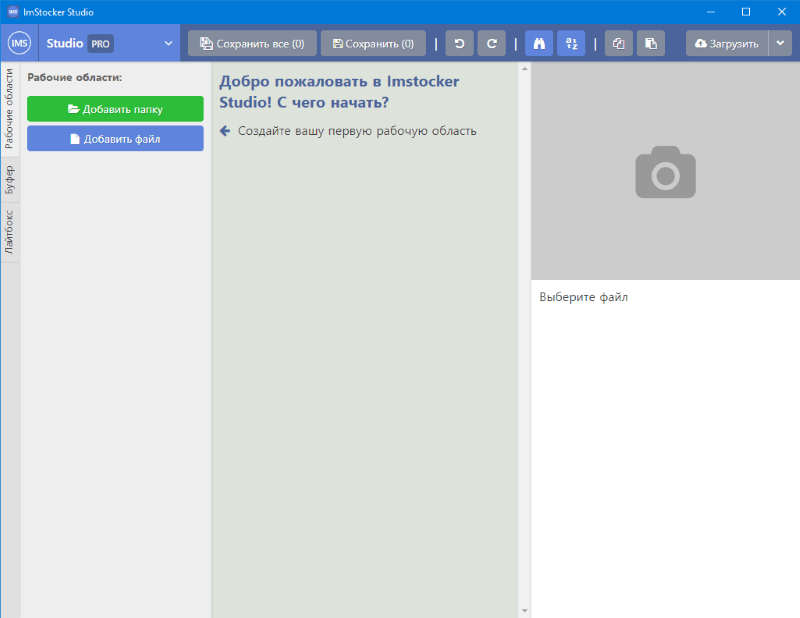 IMS ImStocker Studio
IMS Studio PRO Сохранить все (0) Сохранить (0) Загрузить
Рабочие области
Буфер
Лайтбокс
Рабочие области:
Добавить папку
Добавить файл
Добро пожаловать в Imstocker
Studio! С чего начать?
Создайте вашу первую рабочую область
Выберите файл